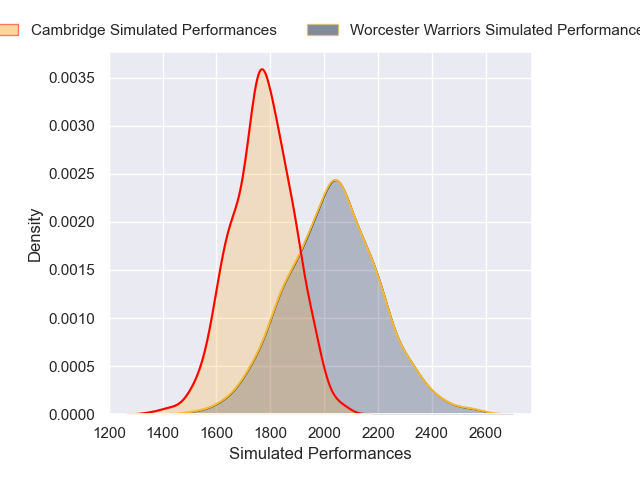 Cambridge Simulated Performances
Worcester Warriors Simulated Performance
0.0035
0.0030
0.0025
0.0020
0.0015
0.0010
0.0005
0.0000
Density
1200 1400 1600 1800 2000 2200 2400 2600
Simulated Performances